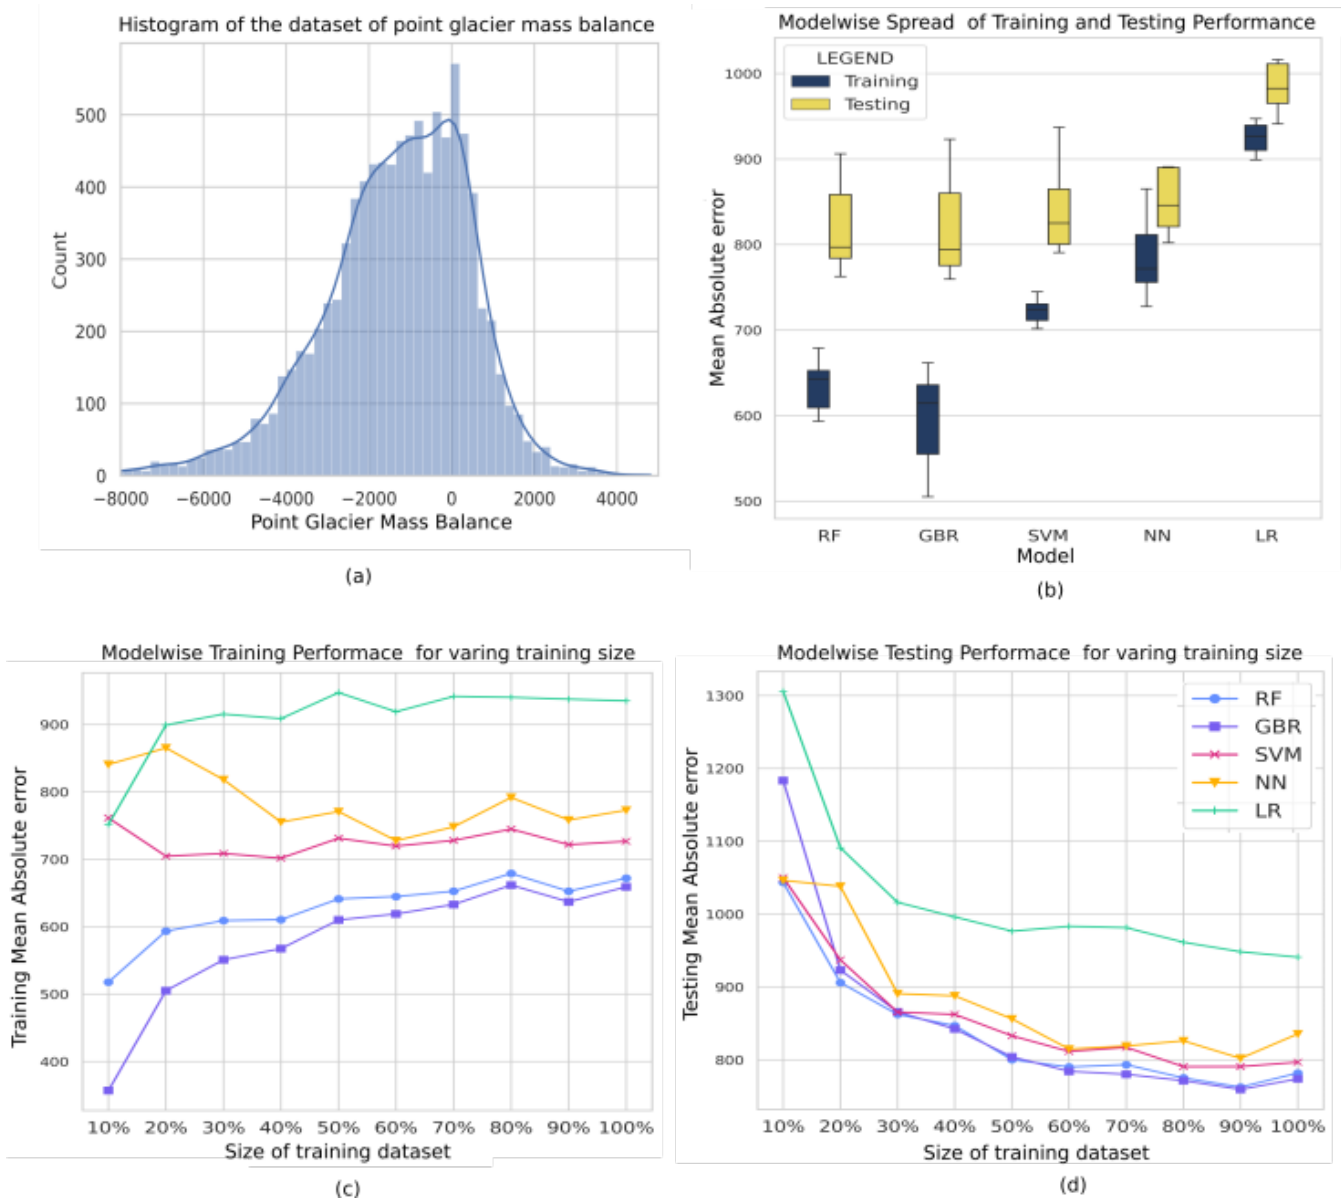 Histogram of the dataset of point glacier mass balance
500
400
300
200
100
0
Count
−8000 −6000 −4000 −2000 0 2000 4000
Point Glacier Mass Balance
(a)
Modelwise Spread of Training and Testing Performance
LEGEND
Training
Testing
1000
900
800
700
600
500
Mean Absolute error
RF GBR SVM NN LR
Model
(b)
Modelwise Training Performace for varing training size
900
800
700
600
500
400
Training Mean Absolute error
10% 20% 30% 40% 50% 60% 70% 80% 90% 100%
Size of training dataset
(c)
Modelwise Testing Performace for varing training size
RF
GBR
SVM
NN
LR
1300
1200
1100
1000
900
800
Testing Mean Absolute error
10% 20% 30% 40% 50% 60% 70% 80% 90% 100%
Size of training dataset
(d)